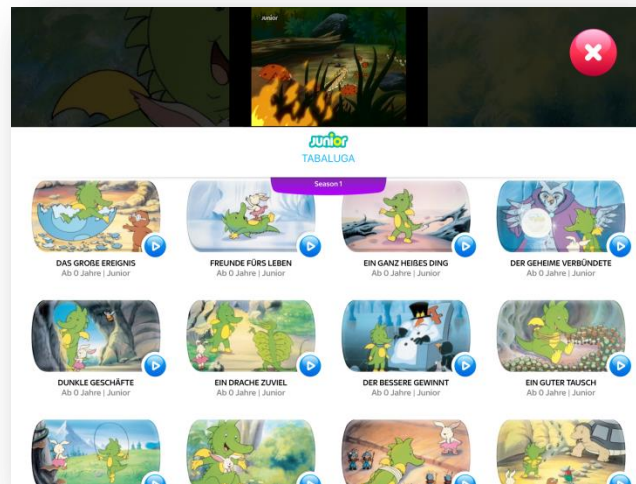 Junior
JUNIOR
TABALUGA
Season 1
DAS GROßE EREIGNIS
Ab 0 Jahre | Junior
FREUNDE FÜRS LEBEN
Ab 0 Jahre | Junior
EIN GANZ HEIßES DING
Ab 0 Jahre | Junior
DER GEHEIME VERBÜNDETE
Ab 0 Jahre | Junior
DUNKLE GESCHÄFTE
Ab 0 Jahre | Junior
EIN DRACHE ZUVIEL
Ab 0 Jahre | Junior
DER BESSERE GEWINNT
Ab 0 Jahre | Junior
EIN GUTER TAUSCH
Ab 0 Jahre | Junior